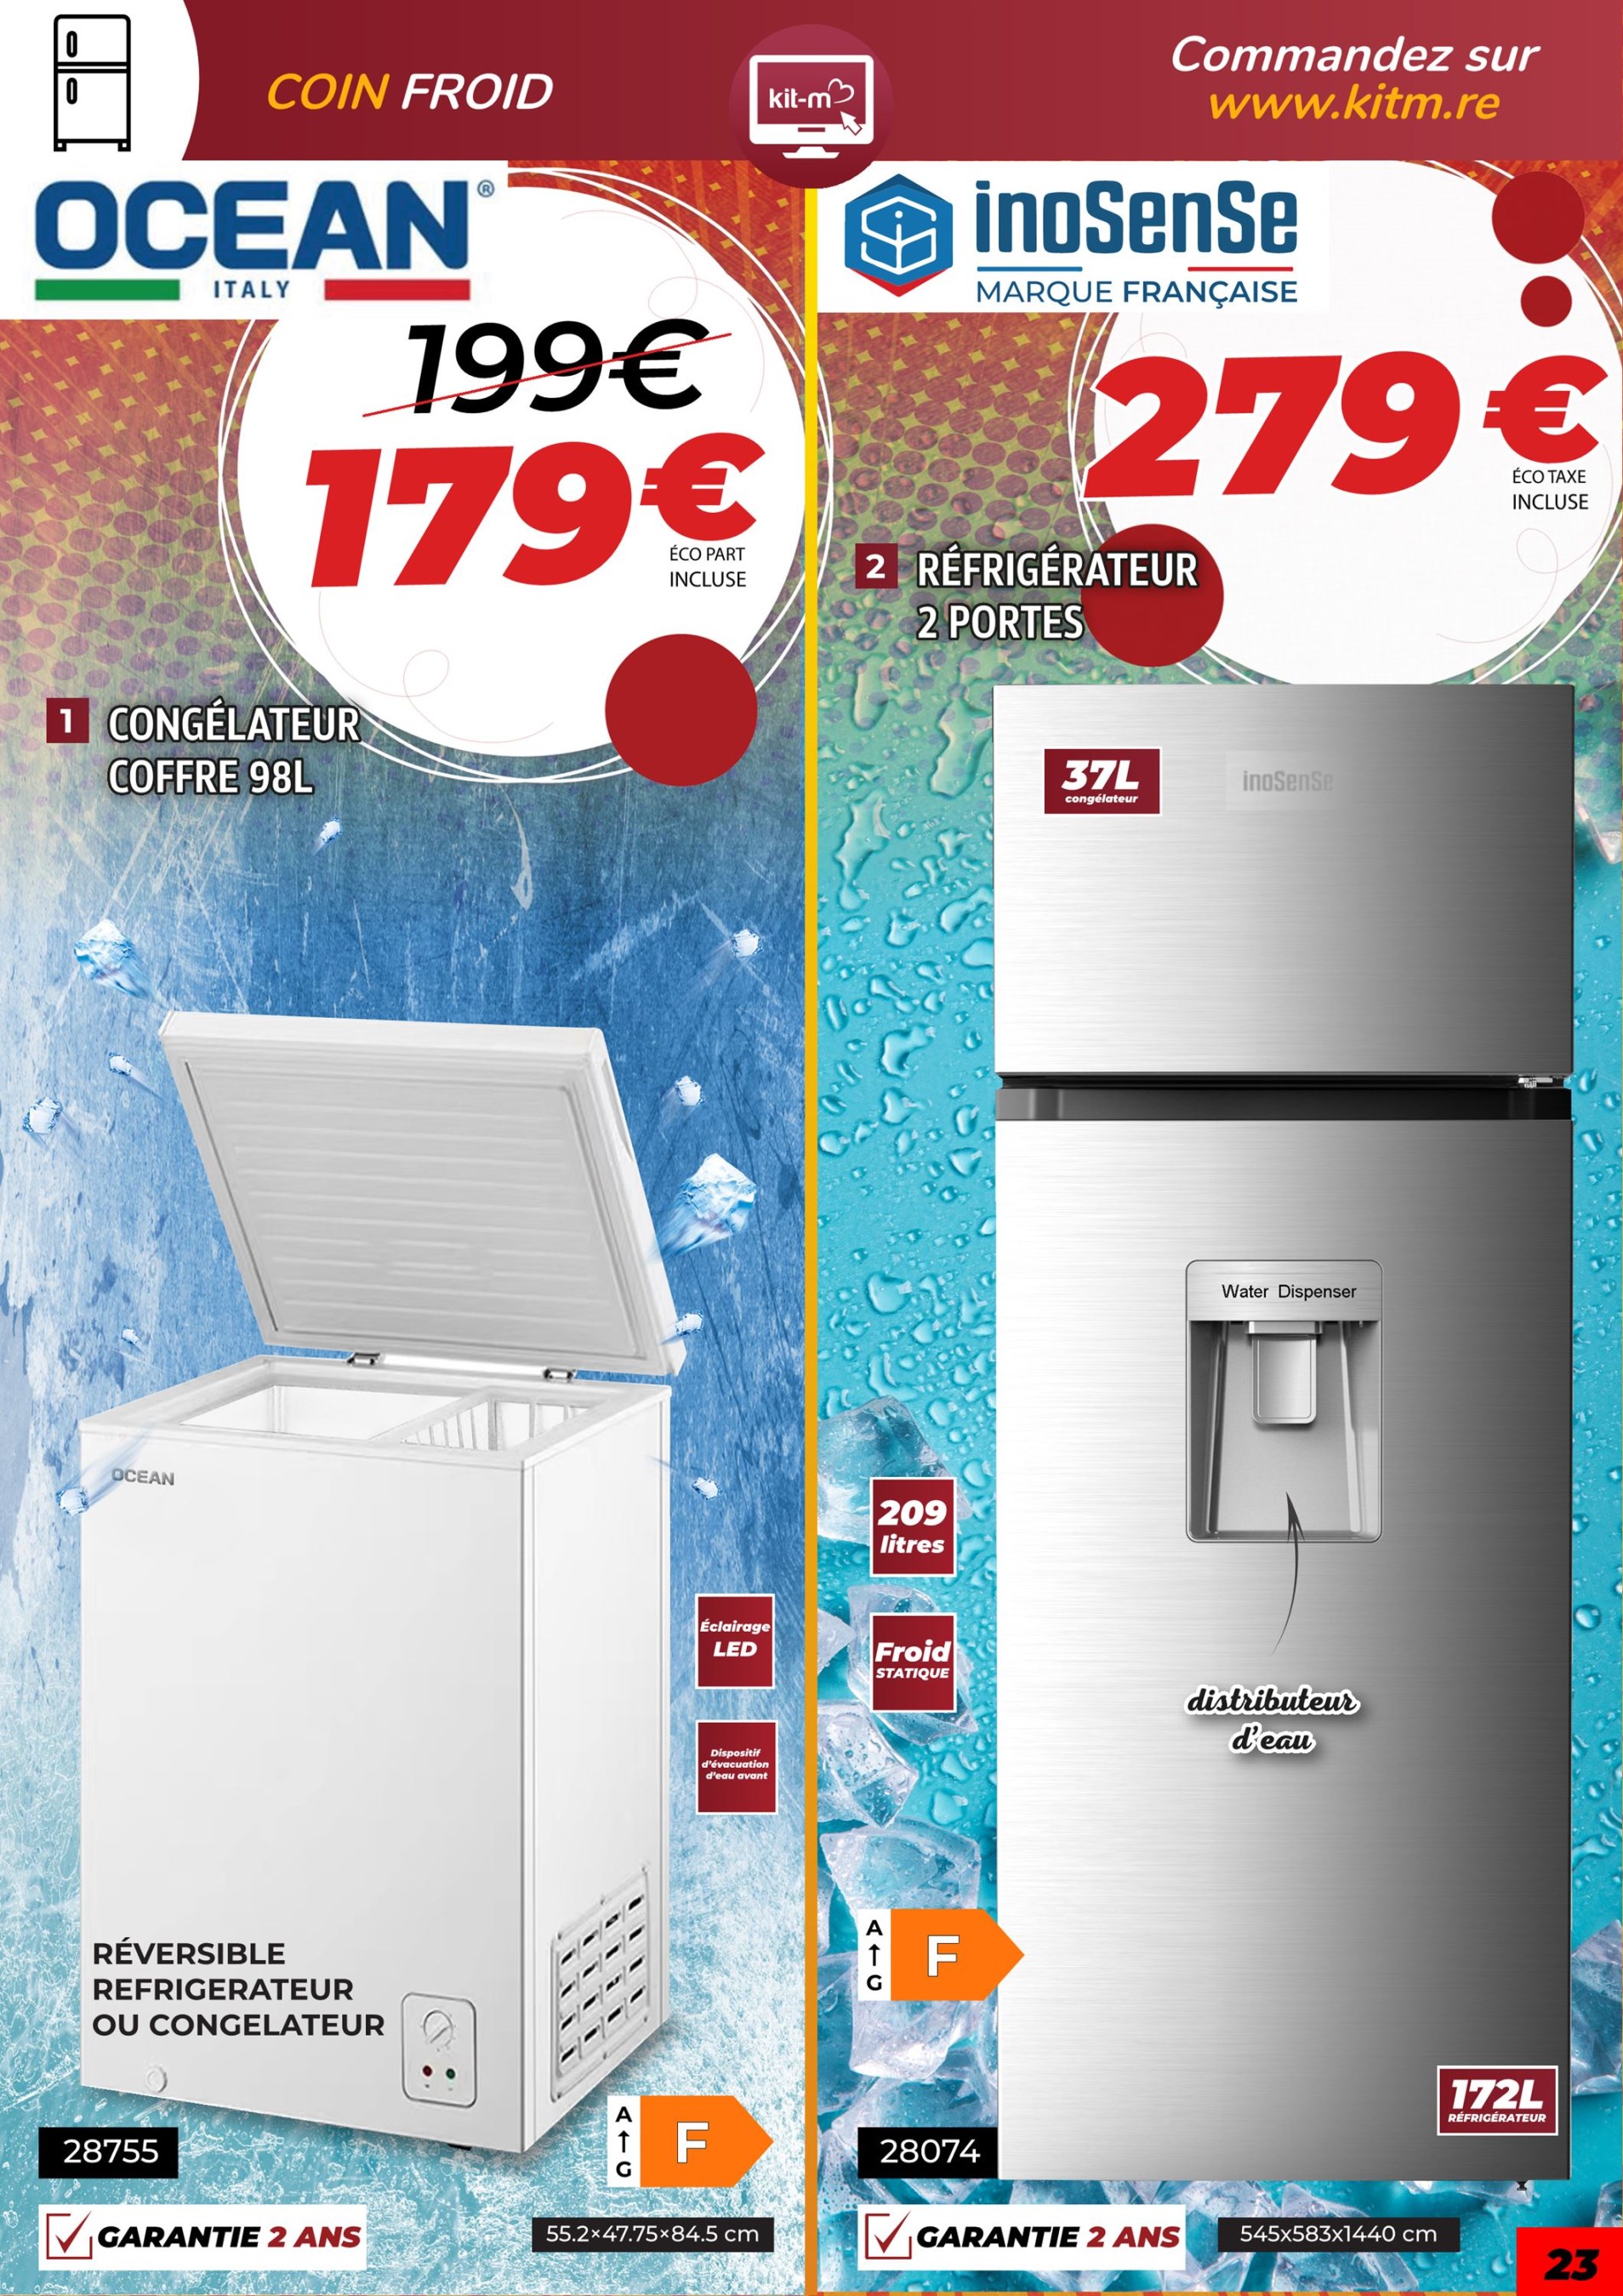 COIN FROID
kit-m
Commandez sur
www.kitm.re
OCEAN®
ITALY
199€
179€
ÉCO PART
INCLUSE
1 CONGÉLATEUR
COFFRE 98L
OCEAN
Éclairage
LED
Dispositif
d'évacuation
d'eau avant
RÉVERSIBLE
REFRIGERATEUR
OU CONGELATEUR
28755
A
↑
G
F
GARANTIE 2 ANS
55.2×47.75×84.5 cm
inoSenSe
MARQUE FRANÇAISE
279€
ÉCO TAXE
INCLUSE
2 RÉFRIGÉRATEUR
2 PORTES
37L
congélateur
inoSenSe
Water Dispenser
209
litres
Froid
STATIQUE
distributeur
d'eau
A
↑
G
F
172L
RÉFRIGÉRATEUR
28074
GARANTIE 2 ANS
545x583x1440 cm
23